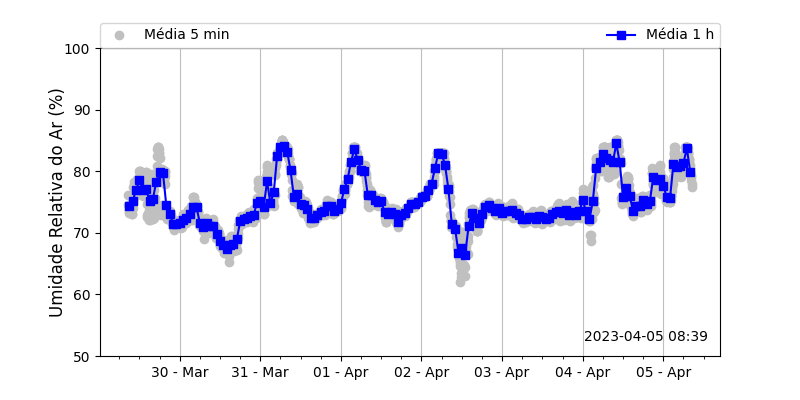 Média 5 min
Média 1 h
Umidade Relativa do Ar (%)
100
90
80
70
60
50
2023-04-05 08:39
30 - Mar
31 - Mar
01 - Apr
02 - Apr
03 - Apr
04 - Apr
05 - Apr